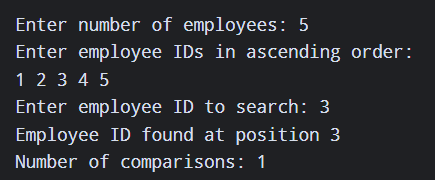 Enter number of employees: 5
Enter employee IDs in ascending order:
1 2 3 4 5
Enter employee ID to search: 3
Employee ID found at position 3
Number of comparisons: 1